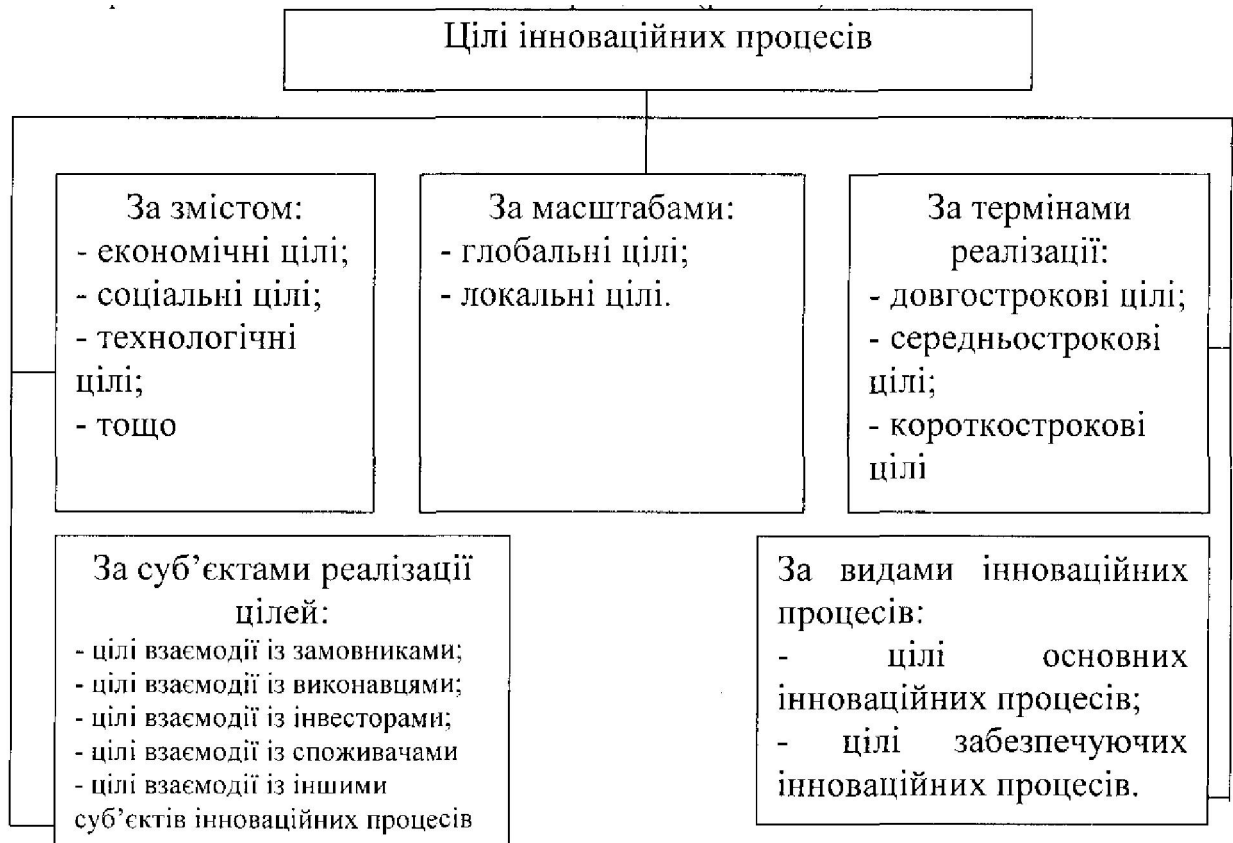 Цілі інноваційних процесів
За змістом:
- економічні цілі;
- соціальні цілі;
- технологічні
цілі;
- тощо
За масштабами:
- глобальні цілі;
- локальні цілі.
За термінами
реалізації:
- довгострокові цілі;
- середньострокові
цілі;
- короткострокові
цілі
За суб’єктами реалізації
цілей:
- цілі взаємодії із замовниками;
- цілі взаємодії із виконавцями;
- цілі взаємодії із інвесторами;
- цілі взаємодії із споживачами
- цілі взаємодії із іншими
суб’єктів інноваційних процесів
За видами інноваційних
процесів:
- цілі основних
інноваційних процесів;
- цілі забезпечуючих
інноваційних процесів.